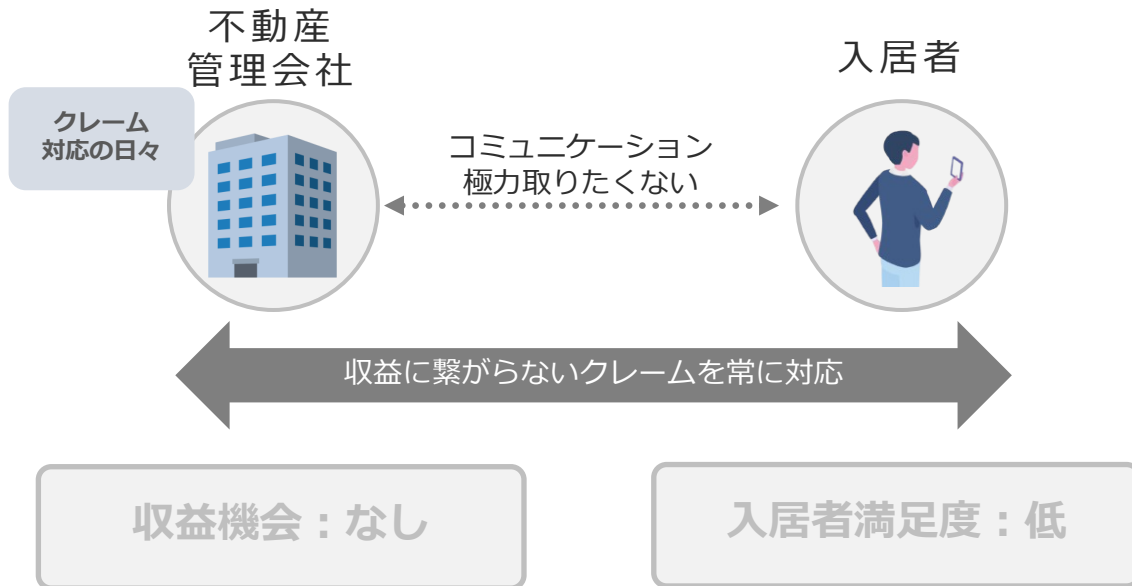 不動産
管理会社
入居者
クレーム
対応の日々
コミュニケーション
極力取りたくない
収益に繋がらないクレームを常に対応
収益機会：なし
入居者満足度：低